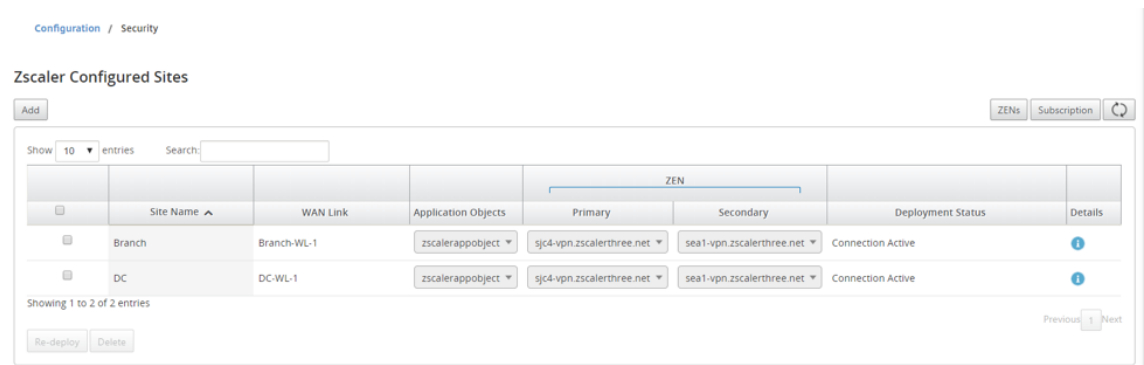 Configuration / Security
Zscaler Configured Sites
Add ZENs Subscription
Show 10 entries Search:
ZEN
Site Name WAN Link Application Objects Primary Secondary Deployment Status Details
Branch Branch-WL-1 zscalerappobject sjc4-vpn.zscalerthree.net sea1-vpn.zscalerthree.net Connection Active
DC DC-WL-1 zscalerappobject sjc4-vpn.zscalerthree.net sea1-vpn.zscalerthree.net Connection Active
Showing 1 to 2 of 2 entries
Previous 1 Next
Re-deploy Delete